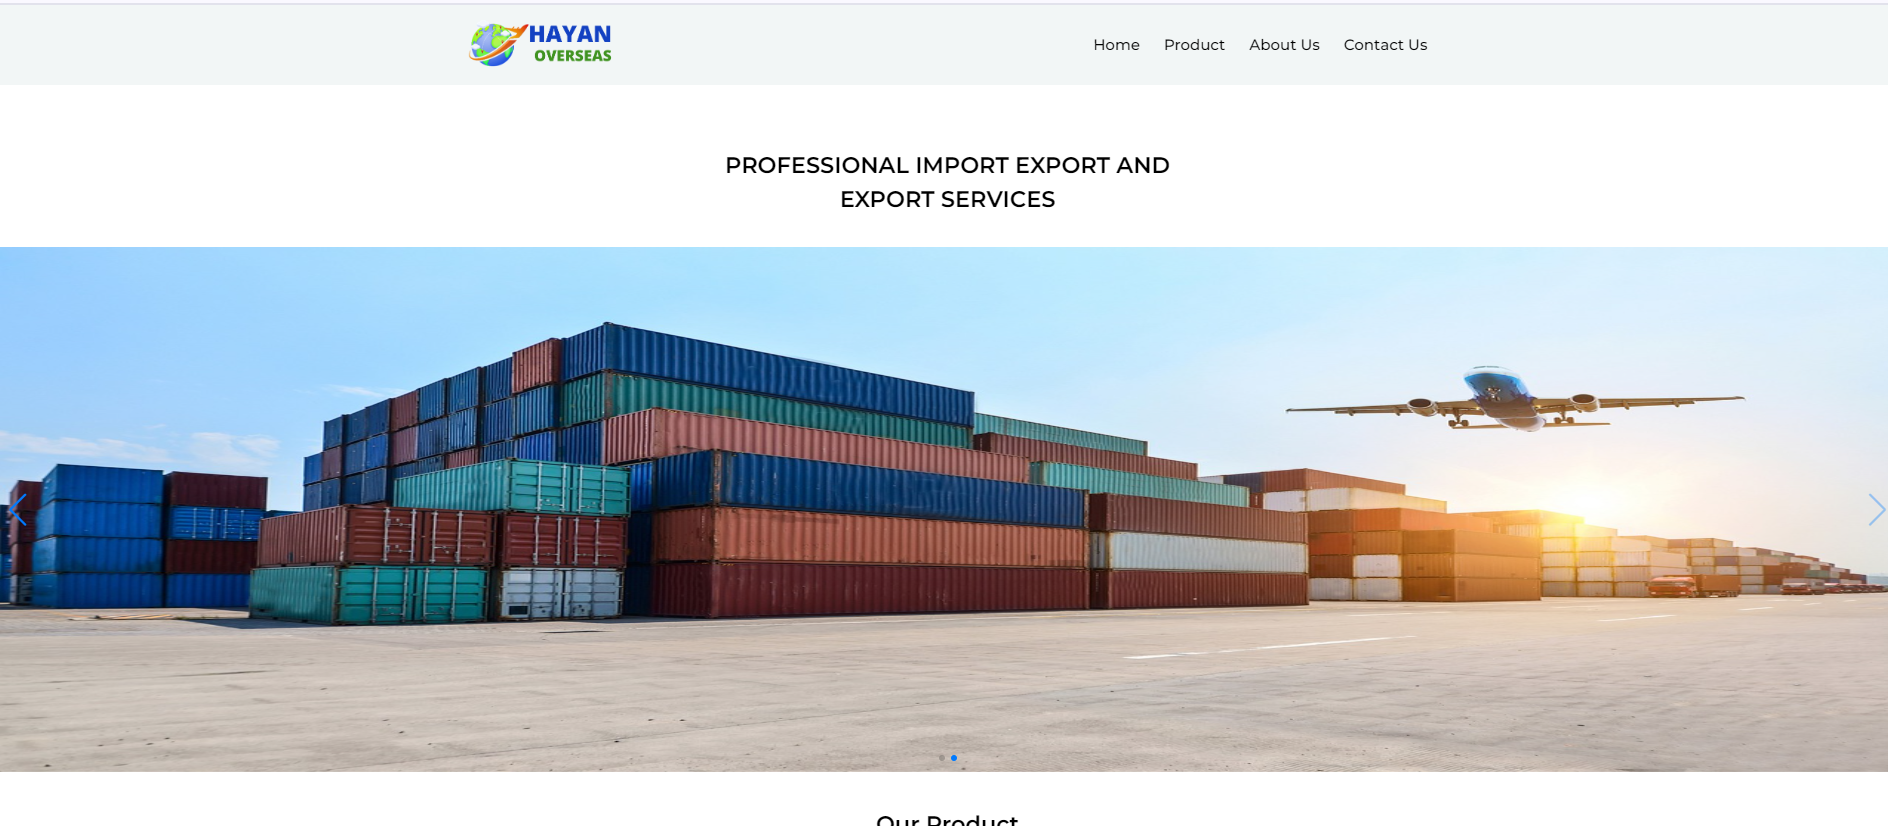 HAYAN
OVERSEAS
Home Product About Us Contact Us
PROFESSIONAL IMPORT EXPORT AND
EXPORT SERVICES
Our Product